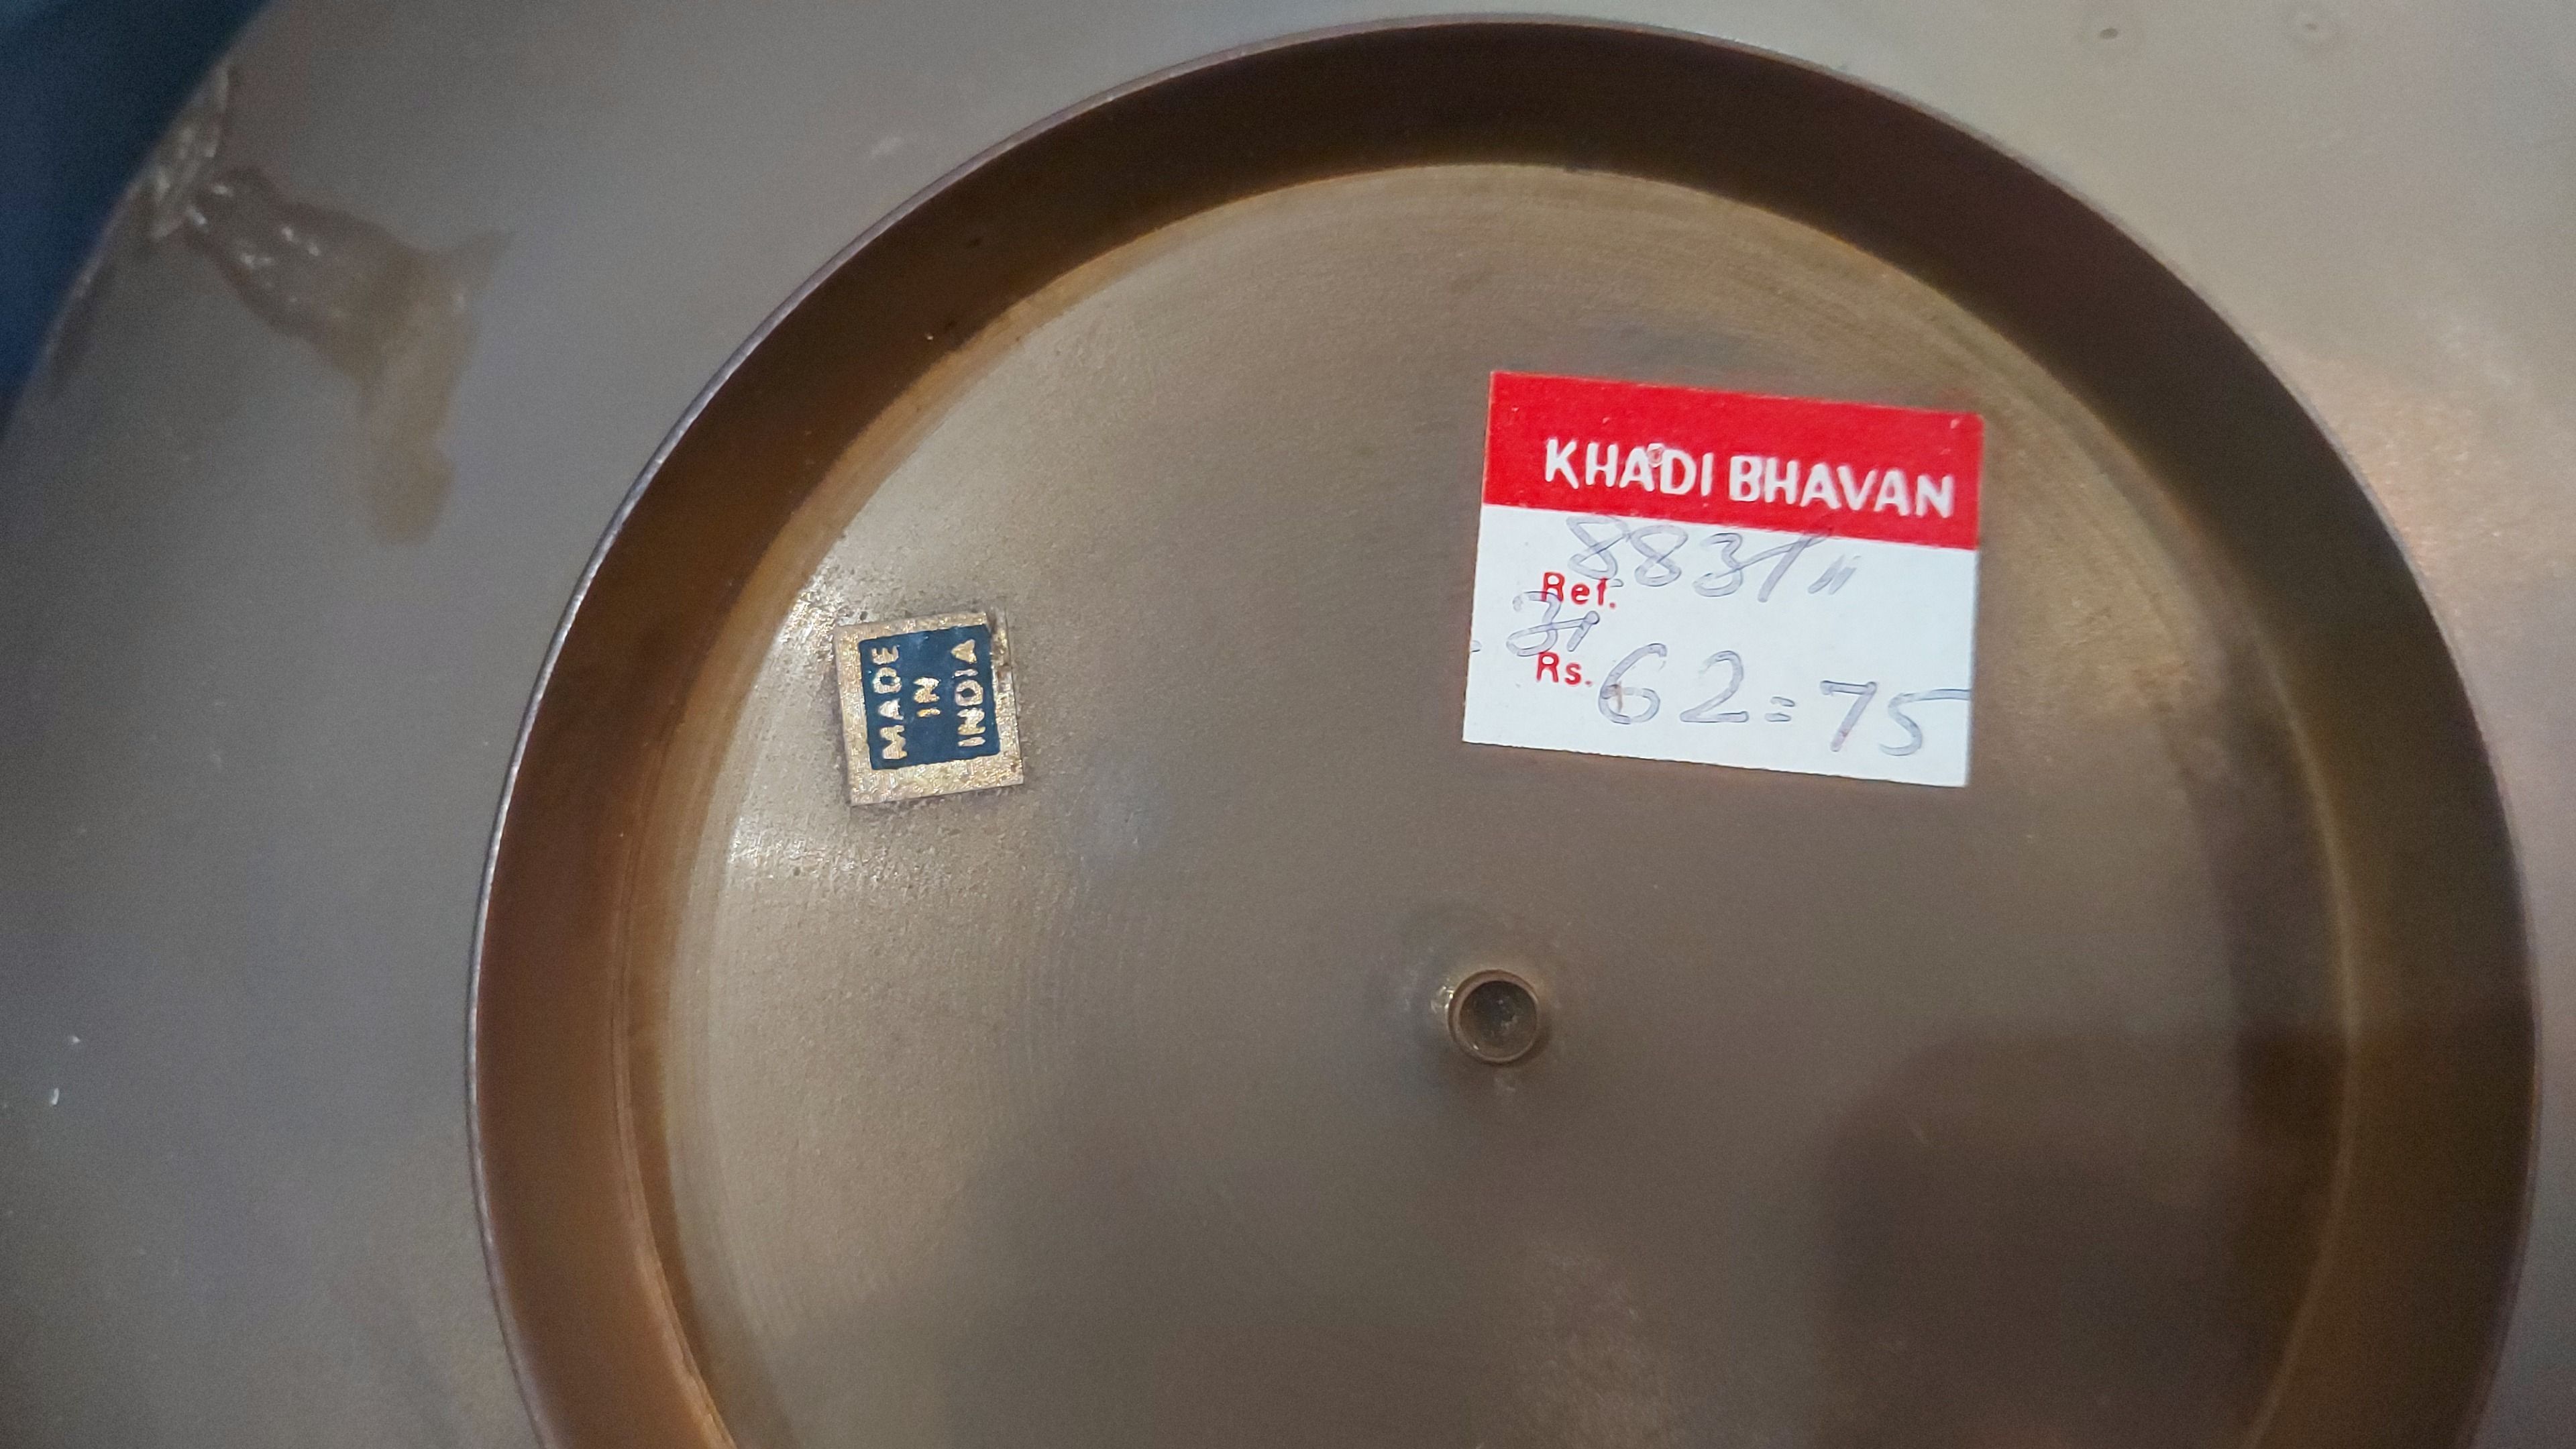 KHADI BHAVAN
Ref. 8831"
Rs. 62=75
MADE
IN
INDIA